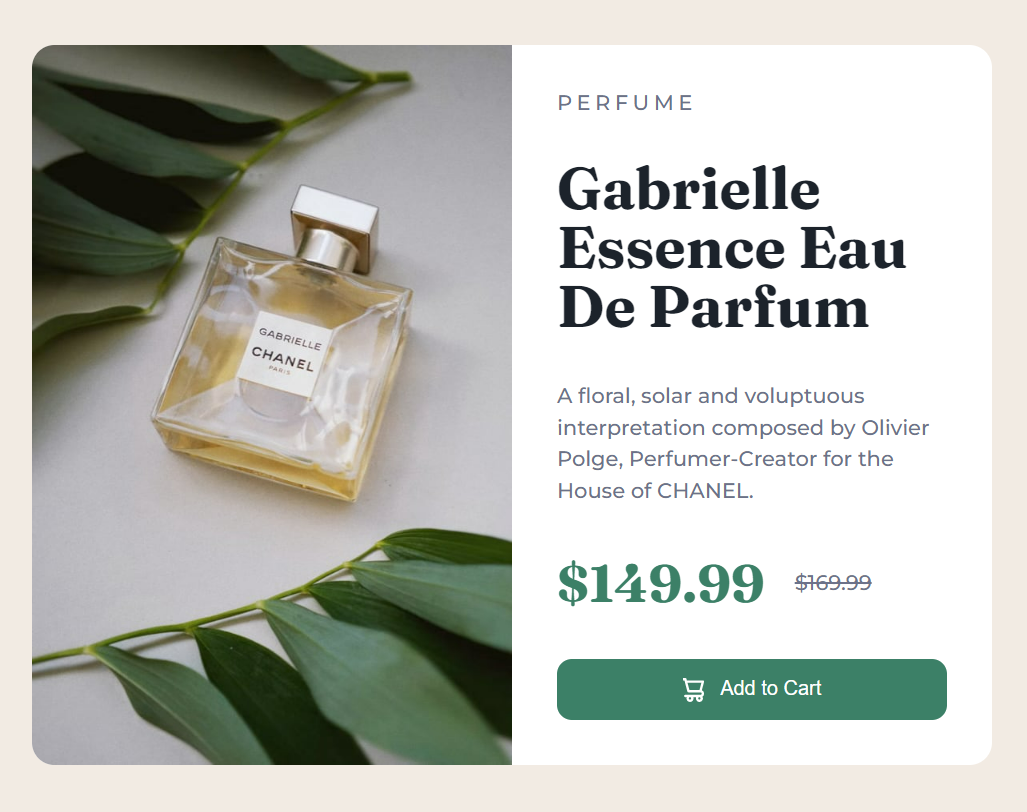 GABRIELLE
CHANEL
PARIS
PERFUME
Gabrielle
Essence Eau
De Parfum
A floral, solar and voluptuous
interpretation composed by Olivier
Polge, Perfumer-Creator for the
House of CHANEL.
$149.99 $169.99
Add to Cart